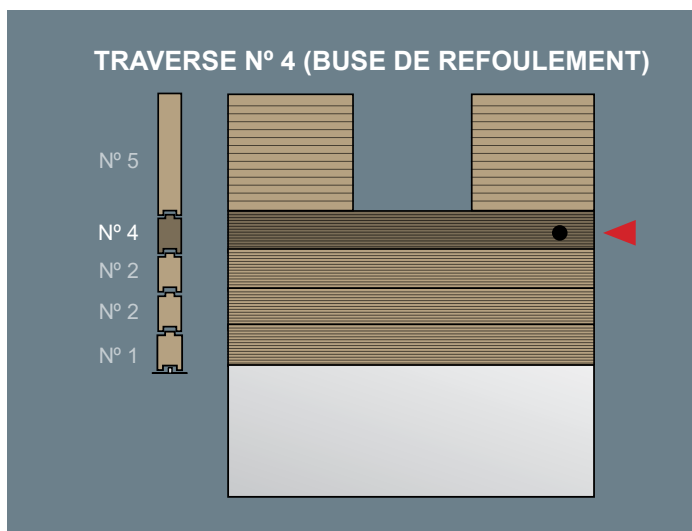 TRAVERSE Nº 4 (BUSE DE REFOULEMENT)
Nº 5
Nº 4
Nº 2
Nº 2
Nº 1